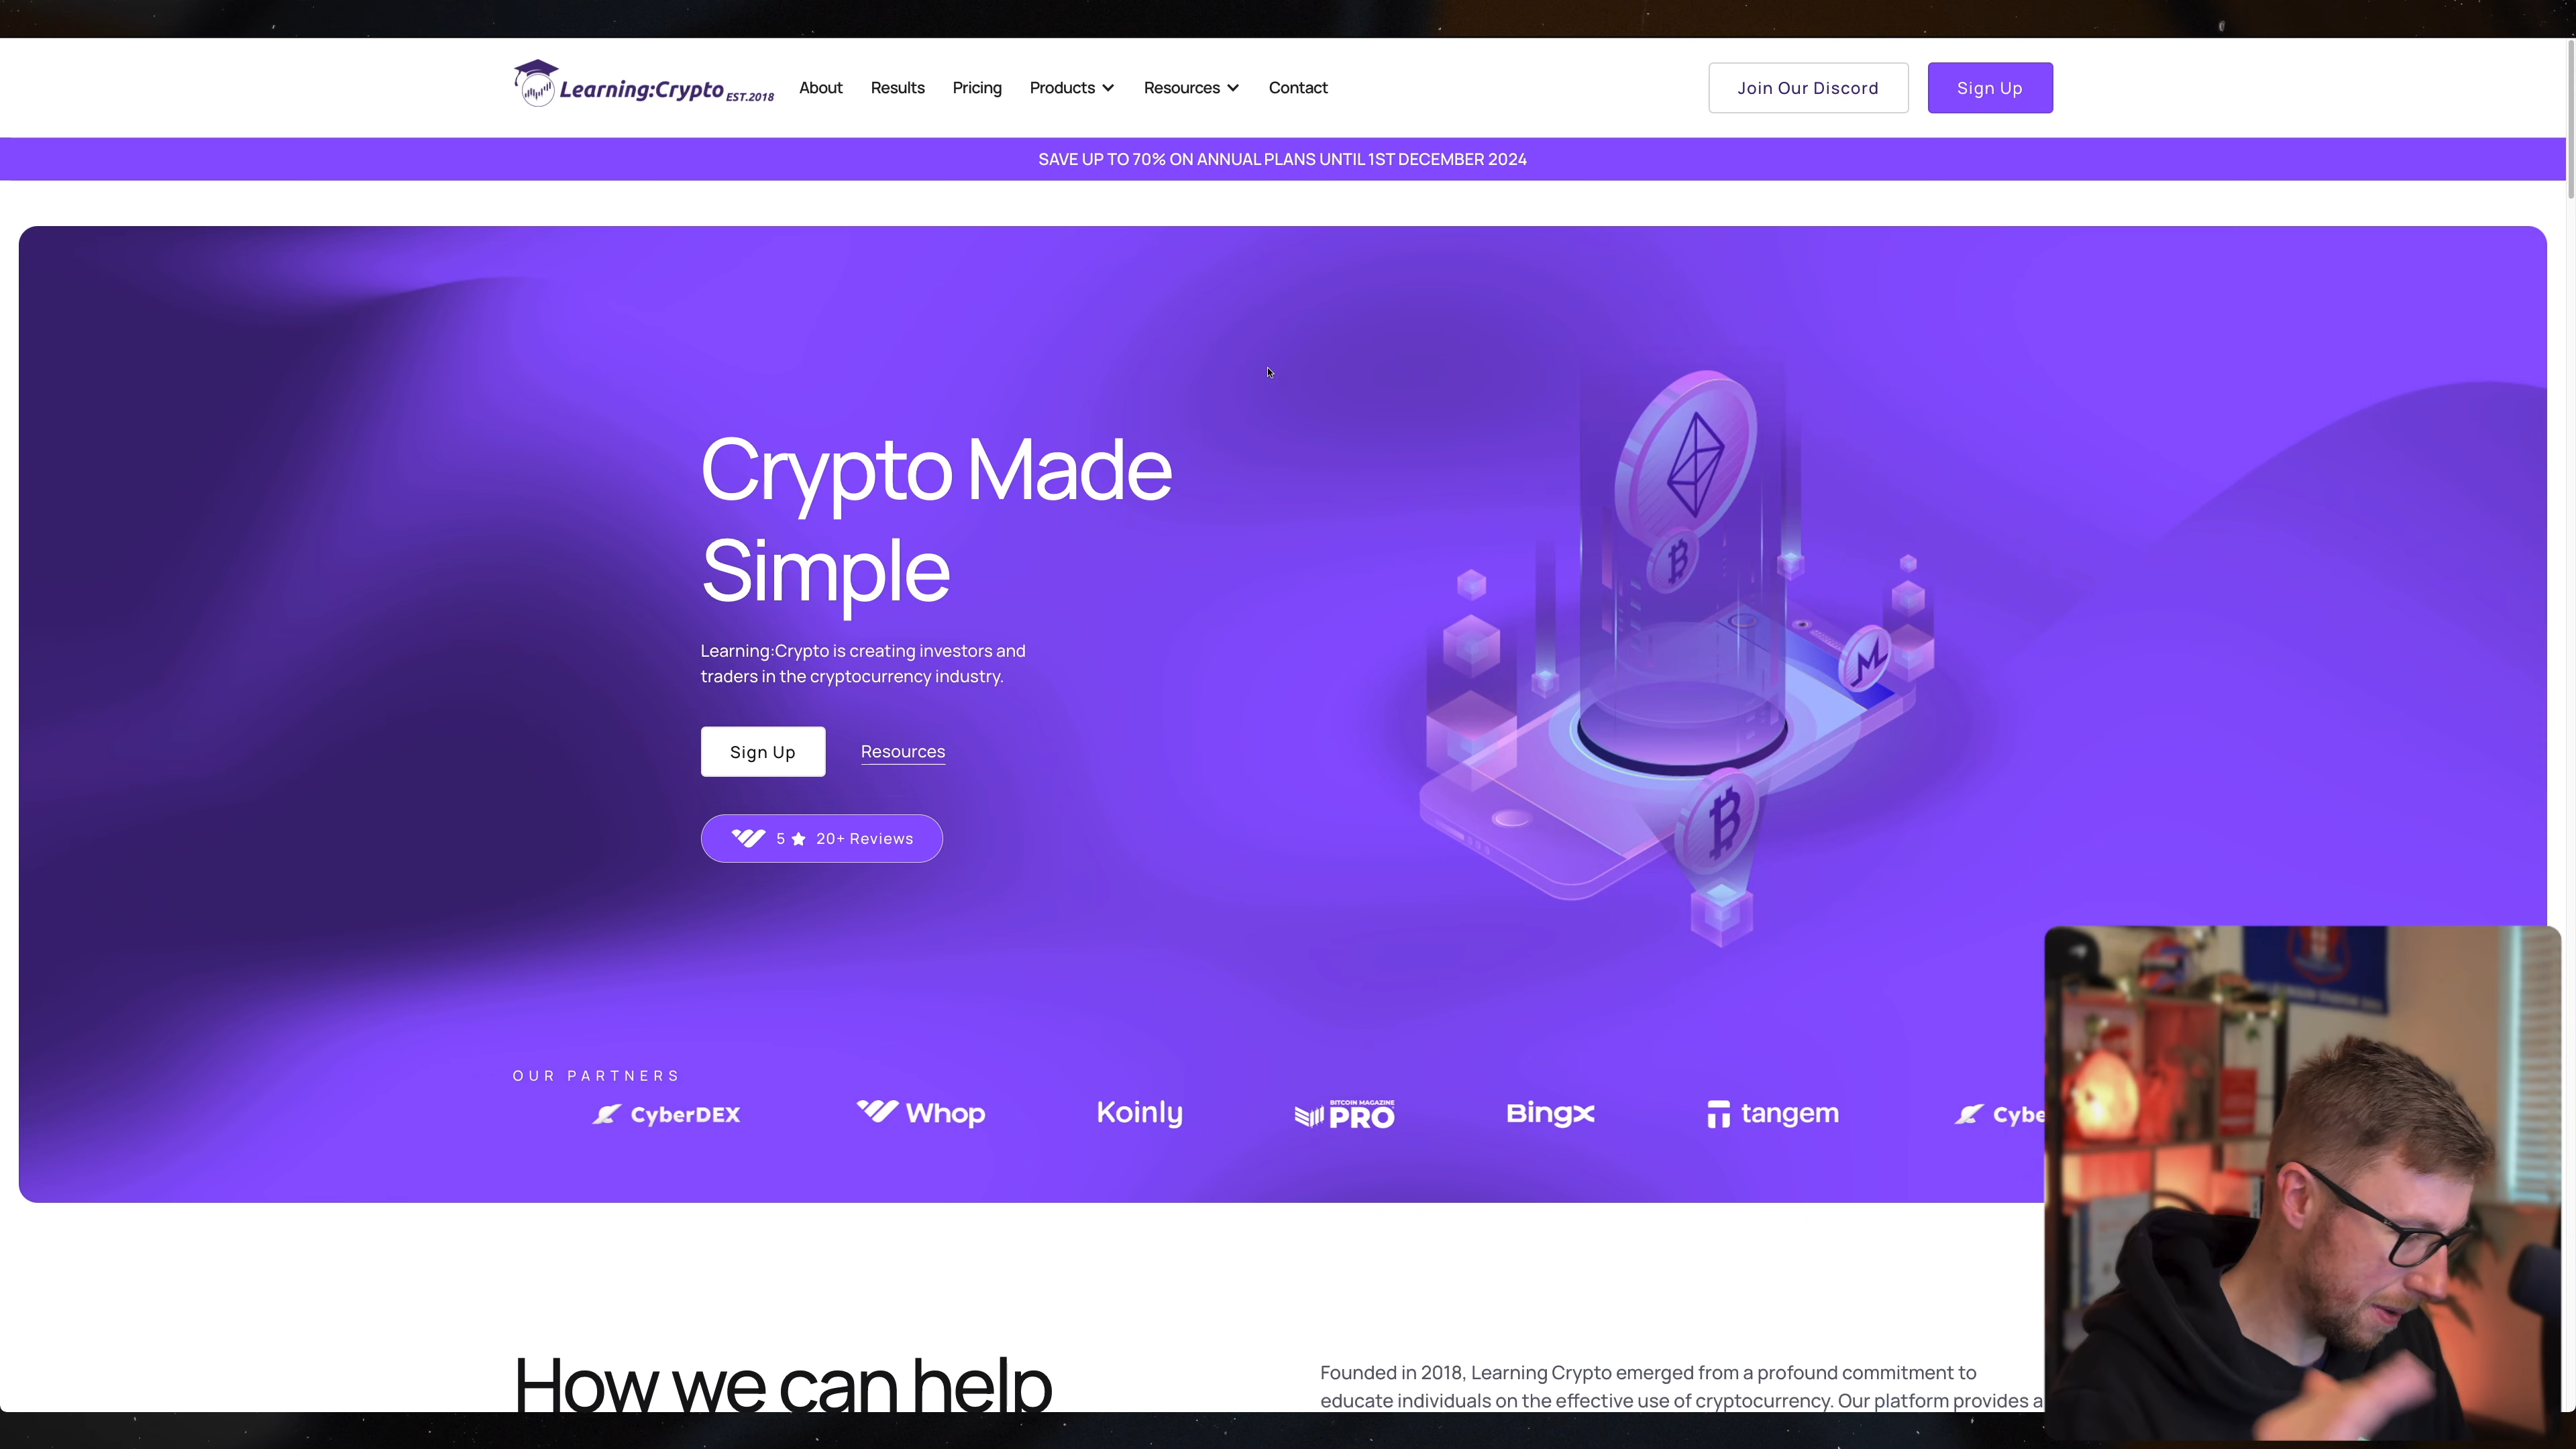 Learning:Crypto EST.2018
About
Results
Pricing
Products
Resources
Contact
Join Our Discord
Sign Up
SAVE UP TO 70% ON ANNUAL PLANS UNTIL 1ST DECEMBER 2024
Crypto Made
Simple
Learning:Crypto is creating investors and
traders in the cryptocurrency industry.
Sign Up
Resources
5 ★ 20+ Reviews
OUR PARTNERS
CyberDEX
Whop
Koinly
BITCOIN MAGAZINE
PRO
BingX
tangem
Cybe
How we can help
Founded in 2018, Learning Crypto emerged from a profound commitment to
educate individuals on the effective use of cryptocurrency. Our platform provides a